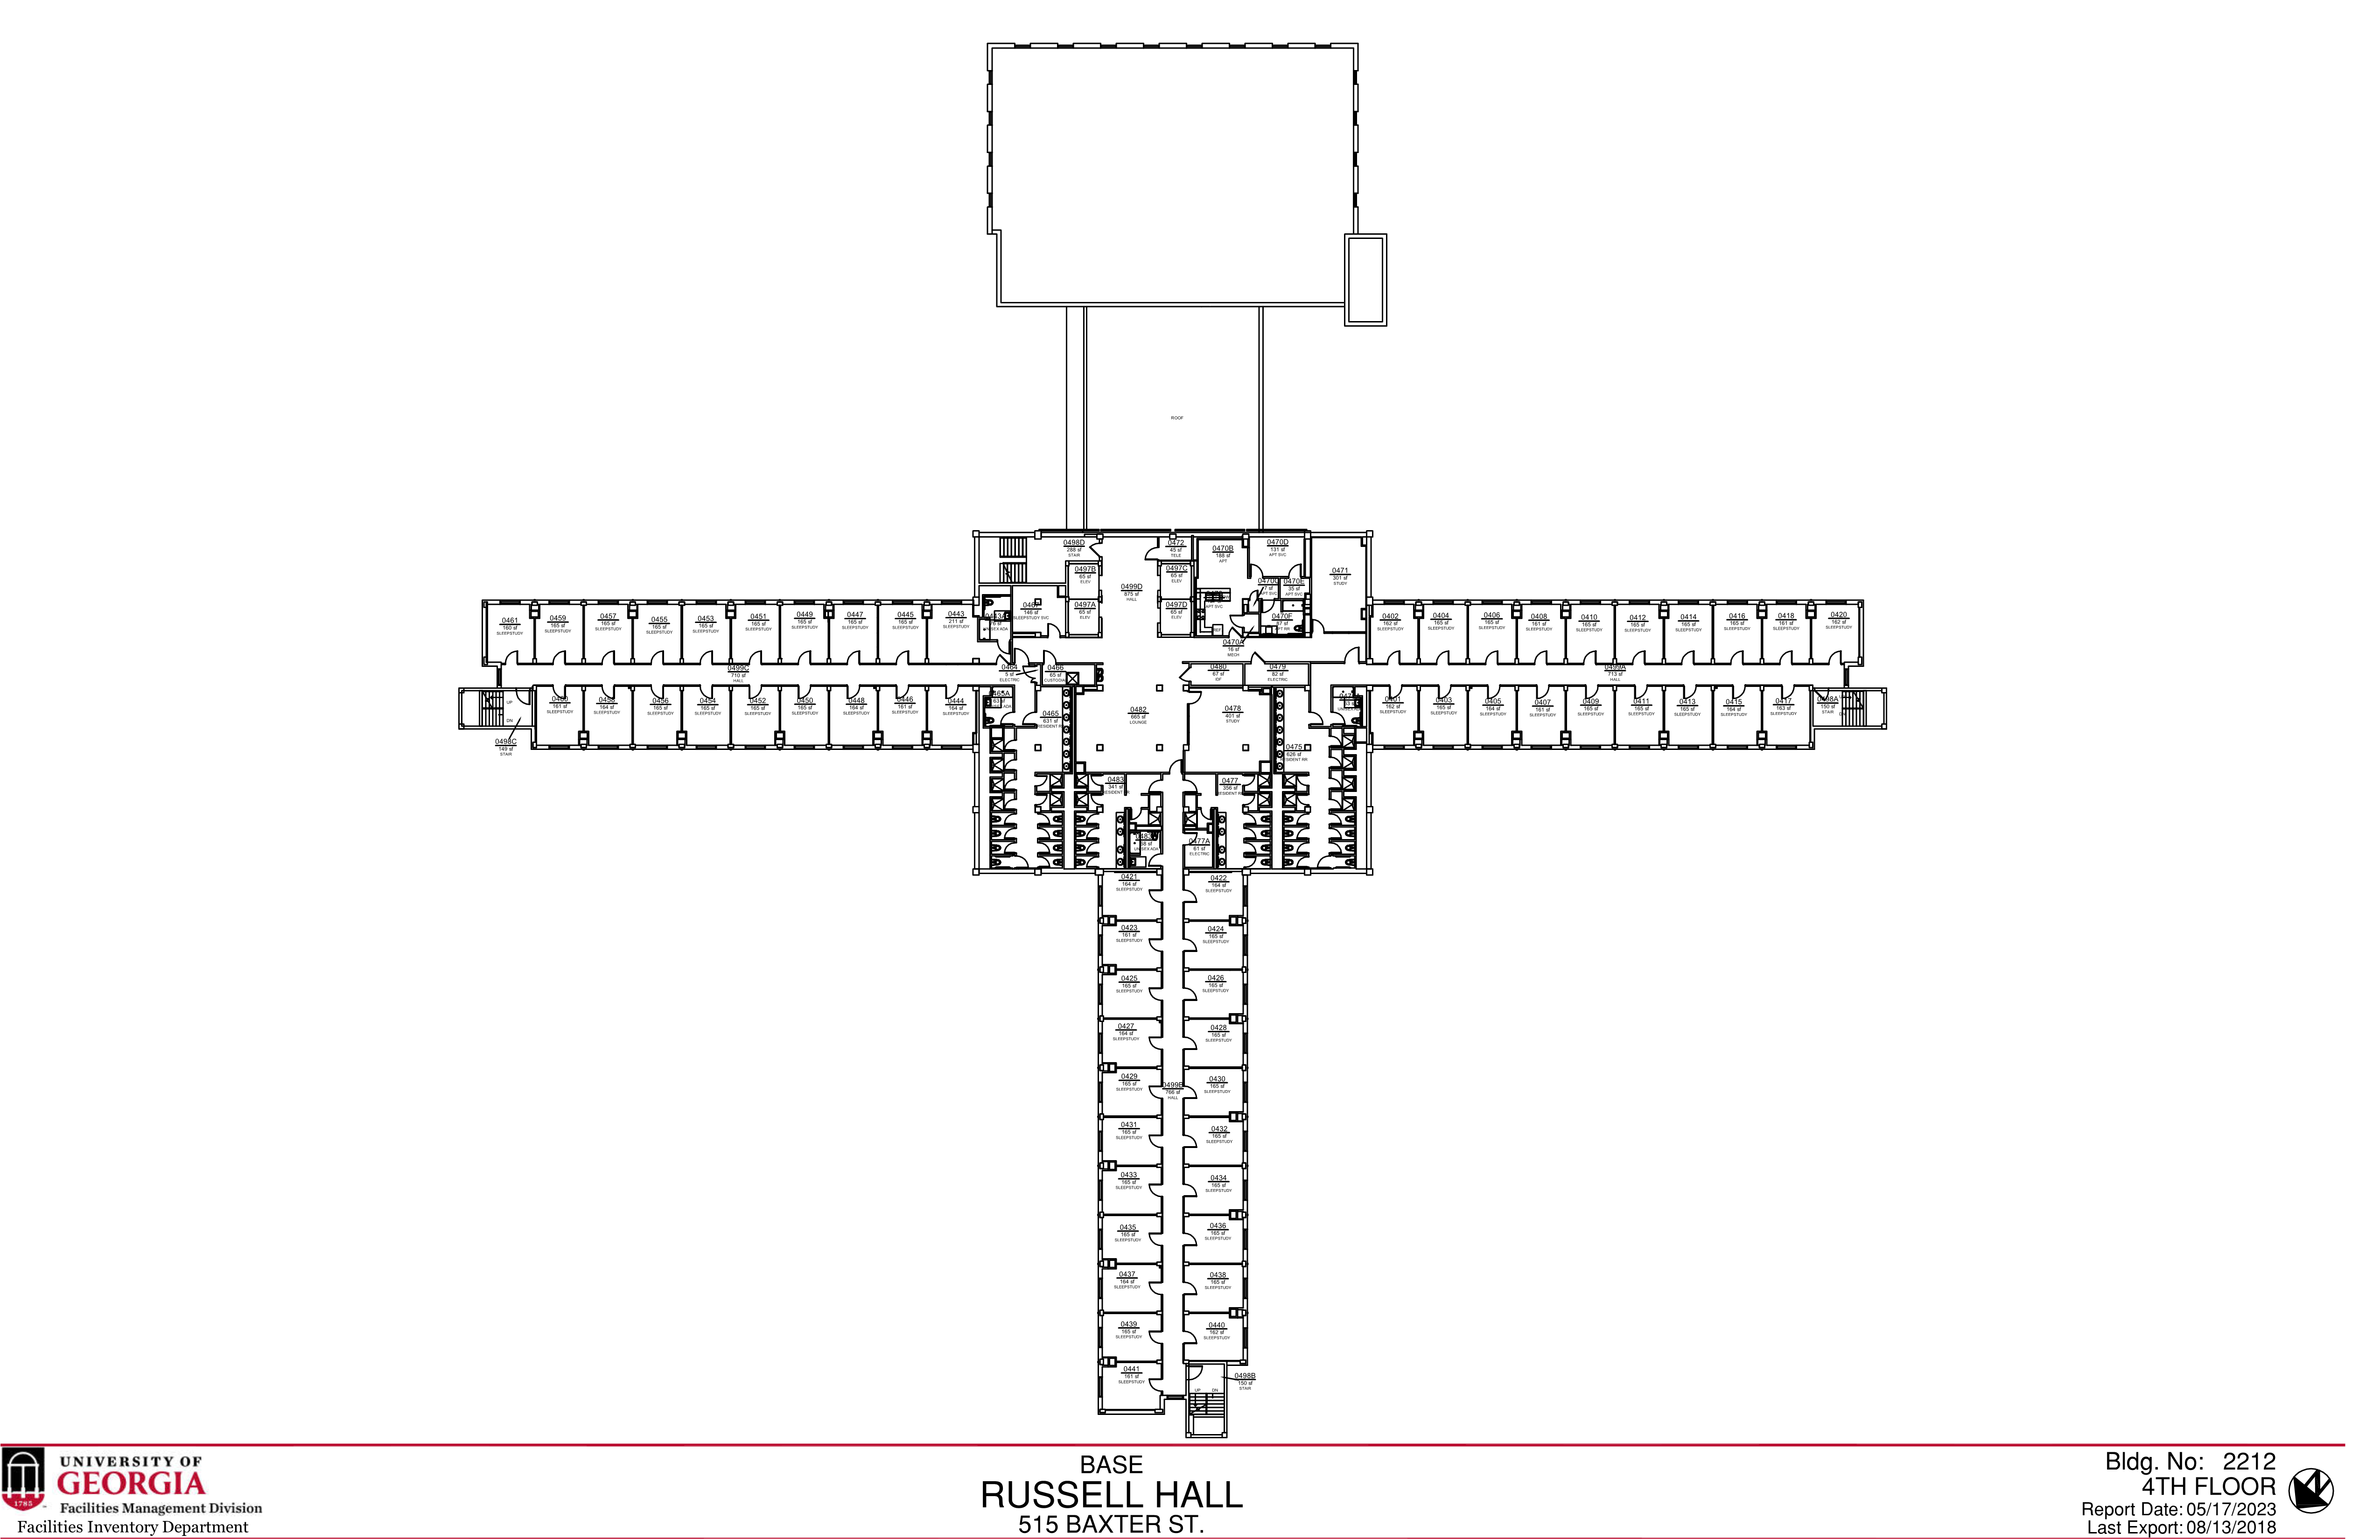 ROOF
0498D
288 sf
STAIR
0472
45 sf
TELE
0470B
188 sf
APT
0470D
131 sf
APT SVC
0497B
65 sf
ELEV
0497C
65 sf
ELEV
0471
301 sf
STUDY
0499D
875 sf
HALL
0470E
35 sf
APT SVC
APT SVC
0467
146 sf
SLEEPSTUDY SVC
0497A
65 sf
ELEV
0497D
65 sf
ELEV
0470F
0470A
16 sf
MECH
0461
160 sf
SLEEPSTUDY
0459
165 sf
SLEEPSTUDY
0457
165 sf
SLEEPSTUDY
0455
165 sf
SLEEPSTUDY
0453
165 sf
SLEEPSTUDY
0451
165 sf
SLEEPSTUDY
0449
165 sf
SLEEPSTUDY
0447
165 sf
SLEEPSTUDY
0445
165 sf
SLEEPSTUDY
0443
211 sf
SLEEPSTUDY
0402
162 sf
SLEEPSTUDY
0404
165 sf
SLEEPSTUDY
0406
165 sf
SLEEPSTUDY
0408
161 sf
SLEEPSTUDY
0410
165 sf
SLEEPSTUDY
0412
165 sf
SLEEPSTUDY
0414
165 sf
SLEEPSTUDY
0416
165 sf
SLEEPSTUDY
0418
161 sf
SLEEPSTUDY
0420
162 sf
SLEEPSTUDY
0499C
710 sf
HALL
0464
5 sf
ELECTRIC
0466
65 sf
CUSTODIAL
0480
67 sf
IDF
0479
82 sf
ELECTRIC
0499A
713 sf
HALL
UP
DN
0460
161 sf
SLEEPSTUDY
0458
164 sf
SLEEPSTUDY
0456
165 sf
SLEEPSTUDY
0454
165 sf
SLEEPSTUDY
0452
165 sf
SLEEPSTUDY
0450
165 sf
SLEEPSTUDY
0448
164 sf
SLEEPSTUDY
0446
161 sf
SLEEPSTUDY
0444
164 sf
SLEEPSTUDY
0465
631 sf
RESIDENT RR
0482
665 sf
LOUNGE
0478
401 sf
STUDY
0475
626 sf
RESIDENT RR
0401
162 sf
SLEEPSTUDY
0403
165 sf
SLEEPSTUDY
0405
164 sf
SLEEPSTUDY
0407
161 sf
SLEEPSTUDY
0409
165 sf
SLEEPSTUDY
0411
165 sf
SLEEPSTUDY
0413
165 sf
SLEEPSTUDY
0415
164 sf
SLEEPSTUDY
0417
163 sf
SLEEPSTUDY
0498A
150 sf
STAIR
0498C
149 sf
STAIR
0483
341 sf
0477
356 sf
RESIDENT RR
UNISEX ADA
0477A
61 sf
ELECTRIC
0421
164 sf
SLEEPSTUDY
0422
164 sf
SLEEPSTUDY
0423
161 sf
SLEEPSTUDY
0424
165 sf
SLEEPSTUDY
0425
165 sf
SLEEPSTUDY
0426
165 sf
SLEEPSTUDY
0427
164 sf
SLEEPSTUDY
0428
165 sf
SLEEPSTUDY
0429
165 sf
SLEEPSTUDY
0499B
766 sf
HALL
0430
165 sf
SLEEPSTUDY
0431
165 sf
SLEEPSTUDY
0432
165 sf
SLEEPSTUDY
0433
165 sf
SLEEPSTUDY
0434
165 sf
SLEEPSTUDY
0435
165 sf
SLEEPSTUDY
0436
165 sf
SLEEPSTUDY
0437
164 sf
SLEEPSTUDY
0438
165 sf
SLEEPSTUDY
0439
165 sf
SLEEPSTUDY
0440
162 sf
SLEEPSTUDY
0441
161 sf
SLEEPSTUDY
0498B
150 sf
STAIR
UP DN
1785
UNIVERSITY OF
GEORGIA
Facilities Management Division
Facilities Inventory Department
BASE
RUSSELL HALL
515 BAXTER ST.
Bldg. No: 2212
4TH FLOOR
Report Date: 05/17/2023
Last Export: 08/13/2018